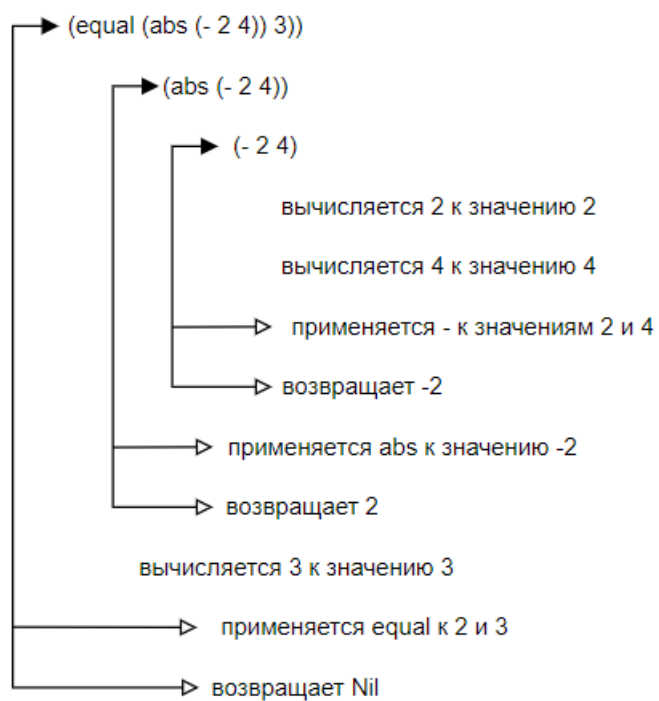 (equal (abs (- 2 4)) 3))
(abs (- 2 4))
(- 2 4)
вычисляется 2 к значению 2
вычисляется 4 к значению 4
применяется - к значениям 2 и 4
возвращает -2
применяется abs к значению -2
возвращает 2
вычисляется 3 к значению 3
применяется equal к 2 и 3
возвращает Nil